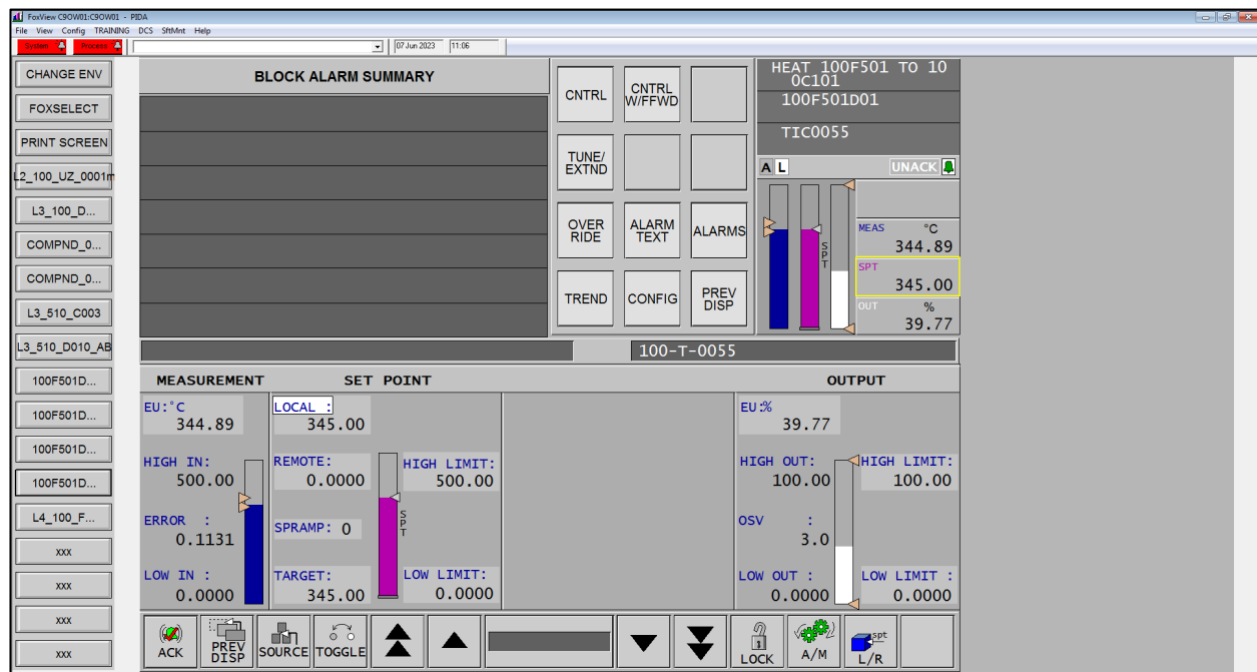 FoxView C9OW01:C9OW01 - PIDA
File View Config TRAINING DCS SftMnt Help
System Process 07 Jun 2023 11:06
CHANGE ENV
FOXSELECT
PRINT SCREEN
L2_100_UZ_0001m
L3_100_D...
COMPND_0...
COMPND_0...
L3_510_C003
L3_510_D010_AB
100F501D...
100F501D...
100F501D...
100F501D...
L4_100_F...
xxx
xxx
xxx
xxx
BLOCK ALARM SUMMARY
CNTRL
CNTRL
W/FFWD
TUNE/
EXTND
OVER
RIDE
ALARM
TEXT
ALARMS
TREND
CONFIG
PREV
DISP
HEAT 100F501 TO 10
0C101
100F501D01
TIC0055
A L UNACK
MEAS °C
344.89
SPT
SPT
345.00
OUT %
39.77
100-T-0055
MEASUREMENT SET POINT OUTPUT
EU:°C
344.89
HIGH IN:
500.00
ERROR :
0.1131
LOW IN :
0.0000
LOCAL :
345.00
REMOTE:
0.0000
SPRAMP: 0
TARGET:
345.00
SPT
HIGH LIMIT:
500.00
LOW LIMIT:
0.0000
EU:%
39.77
HIGH OUT:
100.00
OSV :
3.0
LOW OUT :
0.0000
HIGH LIMIT:
100.00
LOW LIMIT :
0.0000
ACK
PREV
DISP
SOURCE
TOGGLE
1
LOCK
A/M
spt
L/R